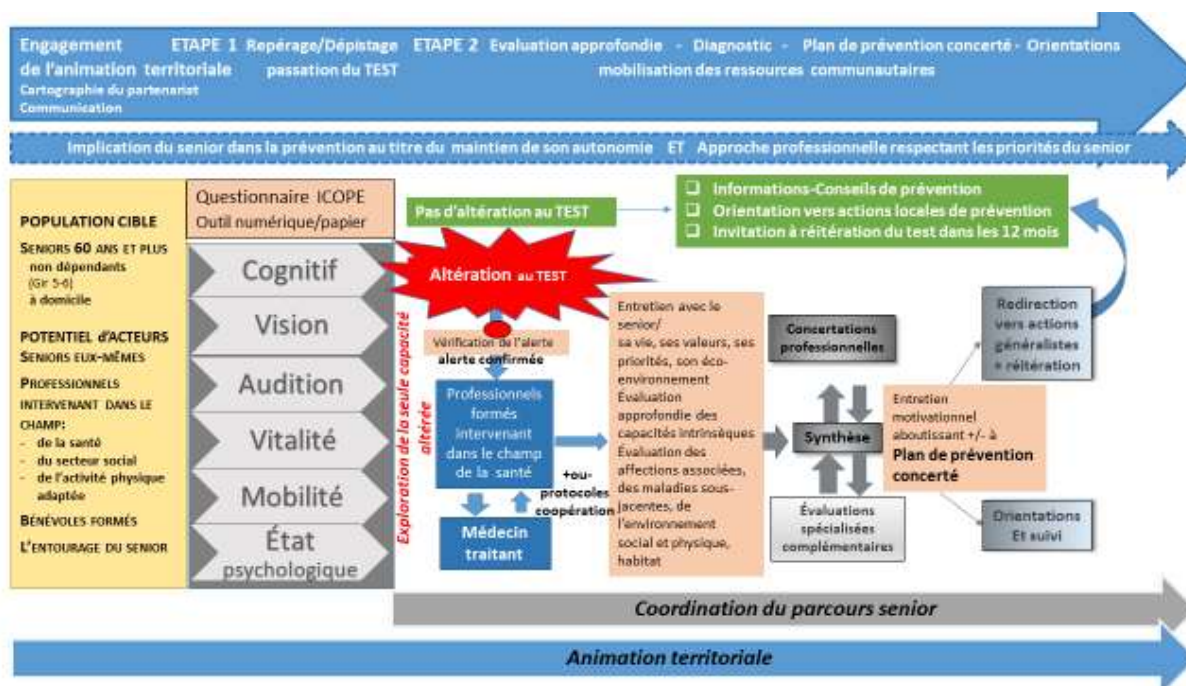 Engagement ETAPE 1 Repérage/Dépistage ETAPE 2 Evaluation approfondie - Diagnostic - Plan de prévention concerté - Orientations
de l'animation territoriale passation du TEST mobilisation des ressources communautaires
Cartographie du partenariat
Communication
Implication du senior dans la prévention au titre du maintien de son autonomie ET Approche professionnelle respectant les priorités du senior
POPULATION CIBLE
SENIORS 60 ANS ET PLUS
non dépendants
(Gir 5-6)
à domicile
POTENTIEL d'ACTEURS
SENIORS EUX-MÊMES
PROFESSIONNELS
INTERVENANT DANS LE
CHAMP:
- de la santé
- du secteur social
- de l'activité physique
adaptée
BÉNÉVOLES FORMÉS
L'ENTOURAGE DU SENIOR
Questionnaire ICOPE
Outil numérique/papier
Cognitif
Vision
Audition
Vitalité
Mobilité
État
psychologique
Pas d'altération au TEST
❑ Informations-Conseils de prévention
❑ Orientation vers actions locales de prévention
❑ Invitation à réitération du test dans les 12 mois
Altération au TEST
Exploration de la seule capacité
altérée
Vérification de l'alerte
alerte confirmée
Professionnels
formés
intervenant
dans le champ
de la santé
+ou-
protocoles
coopération
Médecin
traitant
Entretien avec le
senior/
sa vie, ses valeurs, ses
priorités, son éco-
environnement
Évaluation
approfondie des
capacités intrinsèques
Évaluation des
affections associées,
des maladies sous-
jacentes, de
l'environnement
social et physique,
habitat
Concertations
professionnelles
Synthèse
Évaluations
spécialisées
complémentaires
Entretien
motivationnel
aboutissant +/- à
Plan de prévention
concerté
Redirection
vers actions
généralistes
+ réitération
Orientations
Et suivi
Coordination du parcours senior
Animation territoriale